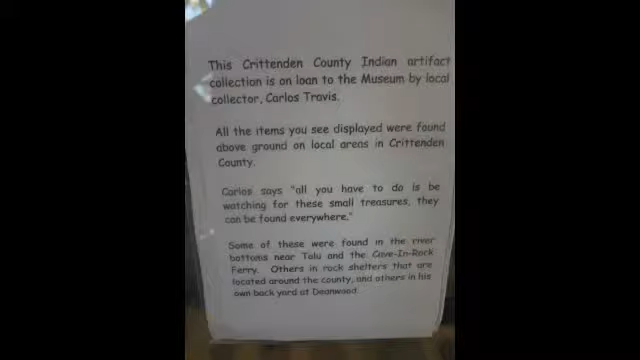 This Crittenden County Indian artifact
collection is on loan to the Museum by local
collector, Carlos Travis.
All the items you see displayed were found
above ground on local areas in Crittenden
County.
Carlos says "all you have to do is be
watching for these small treasures, they
can be found everywhere."
Some of these were found in the river
bottoms near Tolu and the Cave-In-Rock
Ferry. Others in rock shelters that are
located around the county, and others in his
own back yard at Deanwood.